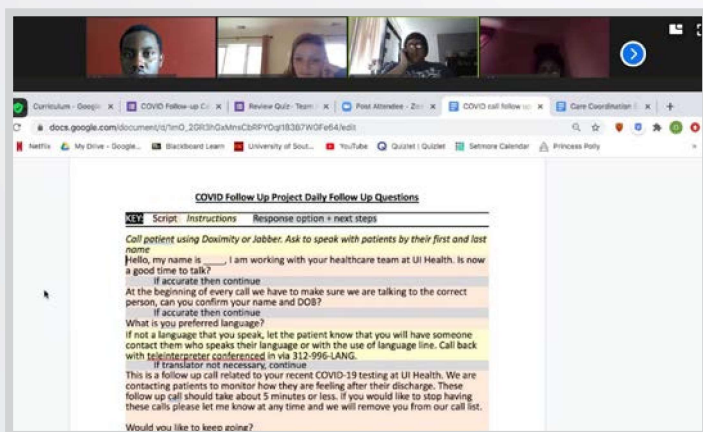 Curriculum - Google
COVID Follow-up Ca
Review Quiz- Team
Post Attendee - Zoo
COVID call follow up
Care Coordination
docs.google.com/document/d/
/edit
Netflix
My Drive - Google...
Blackboard Learn
University of Sout...
YouTube
Quizlet | Quizlet
Setmore Calendar
Princess Polly
COVID Follow Up Project Daily Follow Up Questions
KEY: Script Instructions Response option + next steps
Call patient using Doximity or Jabber. Ask to speak with patients by their first and last
name
Hello, my name is ____, I am working with your healthcare team at UI Health. Is now
a good time to talk?
If accurate then continue
At the beginning of every call we have to make sure we are talking to the correct
person, can you confirm your name and DOB?
If accurate then continue
What is you preferred language?
If not a language that you speak, let the patient know that you will have someone
contact them who speaks their language or with the use of language line. Call back
with teleinterpreter conferenced in via 312-996-LANG.
If translator not necessary, continue
This is a follow up call related to your recent COVID-19 testing at UI Health. We are
contacting patients to monitor how they are feeling after their discharge. These
follow up call should take about 5 minutes or less. If you would like to stop having
these calls please let me know at any time and we will remove you from our call list.
Would you like to keep going?